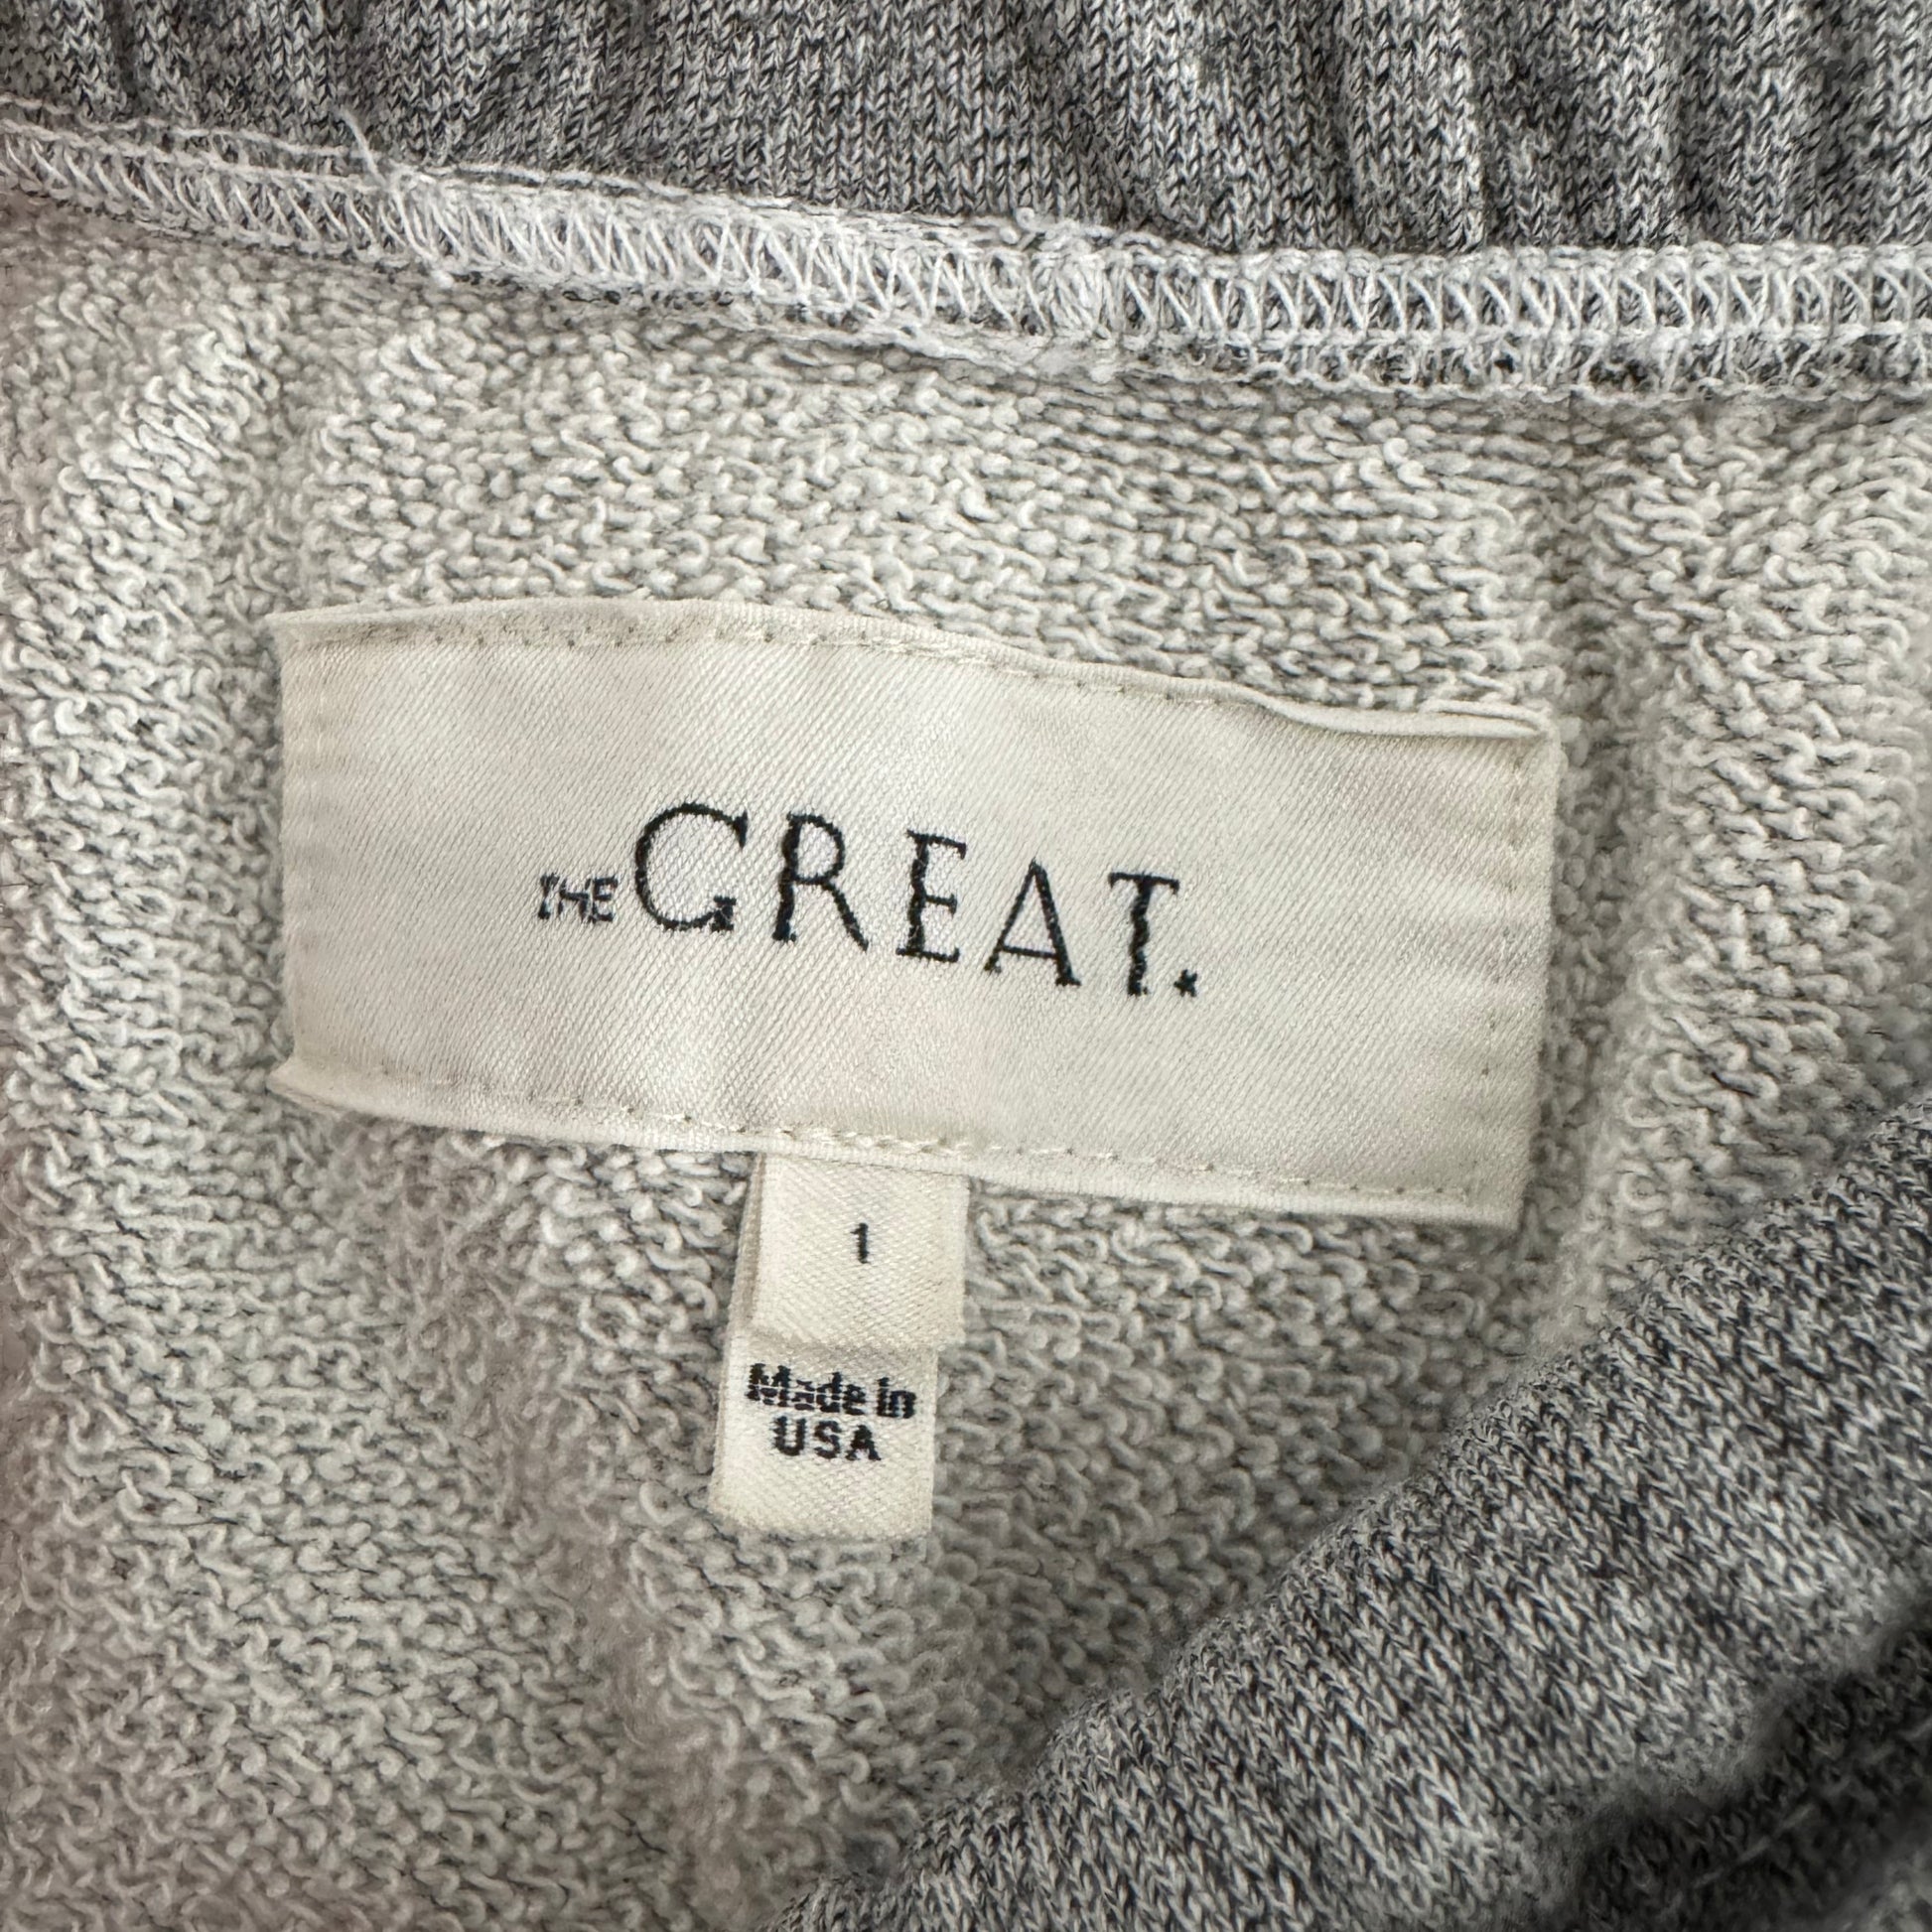 THE GREAT.
1
Made in
USA